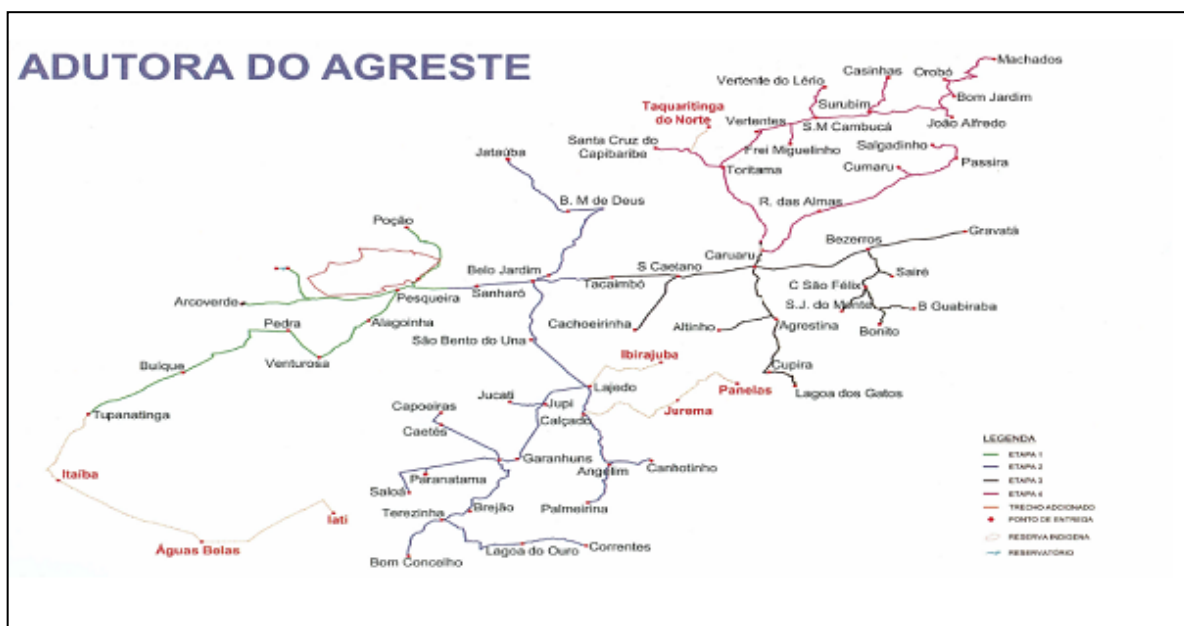 ADUTORA DO AGRESTE
Machados
Casinhas
Orobó
Vertente do Lério
Bom Jardim
Surubim
Taquaritinga
do Norte
Vertentes
S.M Cambucá
João Alfredo
Santa Cruz do
Capibaribe
Frei Miguelinho
Salgadinho
Jataúba
Toritama
Cumaru
Passira
B. M de Deus
R. das Almas
Poção
Gravatá
Bezerros
Caruaru
S Caetano
Belo Jardim
Sairé
Tacaimbó
C São Félix
Sanharó
Pesqueira
Arcoverde
S.J. do Monte
B Guabiraba
Pedra
Alagoinha
Cachoeirinha
Altinho
Agrestina
Bonito
São Bento do Una
Venturosa
Ibirajuba
Buíque
Cupira
Lajedo
Panelas
Lagoa dos Gatos
Jucati
Jupi
Capoeiras
Jurema
Tupanatinga
Calçado
Caetés
LEGENDA
ETAPA 1
Garanhuns
Canhotinho
ETAPA 2
Itaíba
Angelim
Paranatama
ETAPA 3
Saloá
ETAPA 4
Brejão
Palmeirina
TRECHO ADICIONADO
Iati
Terezinha
PONTO DE ENTREGA
RESERVA INDIGENA
Águas Belas
Lagoa do Ouro
Correntes
RESERVATÓRIO
Bom Concelho